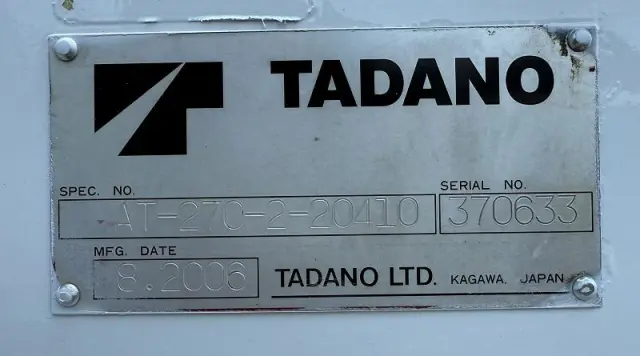 TADANO
SPEC. NO.
AT-270-2-20410
SERIAL NO.
370633
MFG. DATE
8.2006
TADANO LTD. KAGAWA, JAPAN